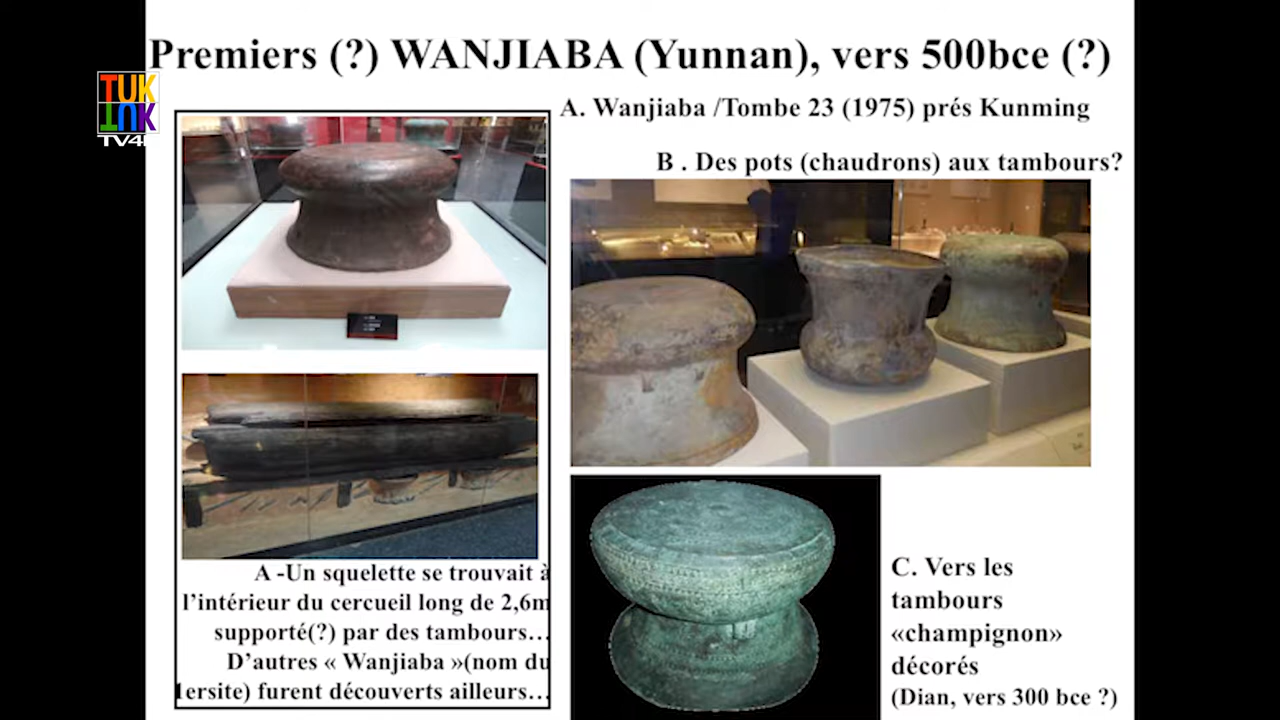 Premiers (?) WANJIABA (Yunnan), vers 500bce (?)
TUK
TUK
TV4
A. Wanjiaba /Tombe 23 (1975) prés Kunming
B . Des pots (chaudrons) aux tambours?
A -Un squelette se trouvait à
l’intérieur du cercueil long de 2,6m
supporté(?) par des tambours…
D’autres « Wanjiaba »(nom du
1ersite) furent découverts ailleurs…
C. Vers les
tambours
«champignon»
décorés
(Dian, vers 300 bce ?)